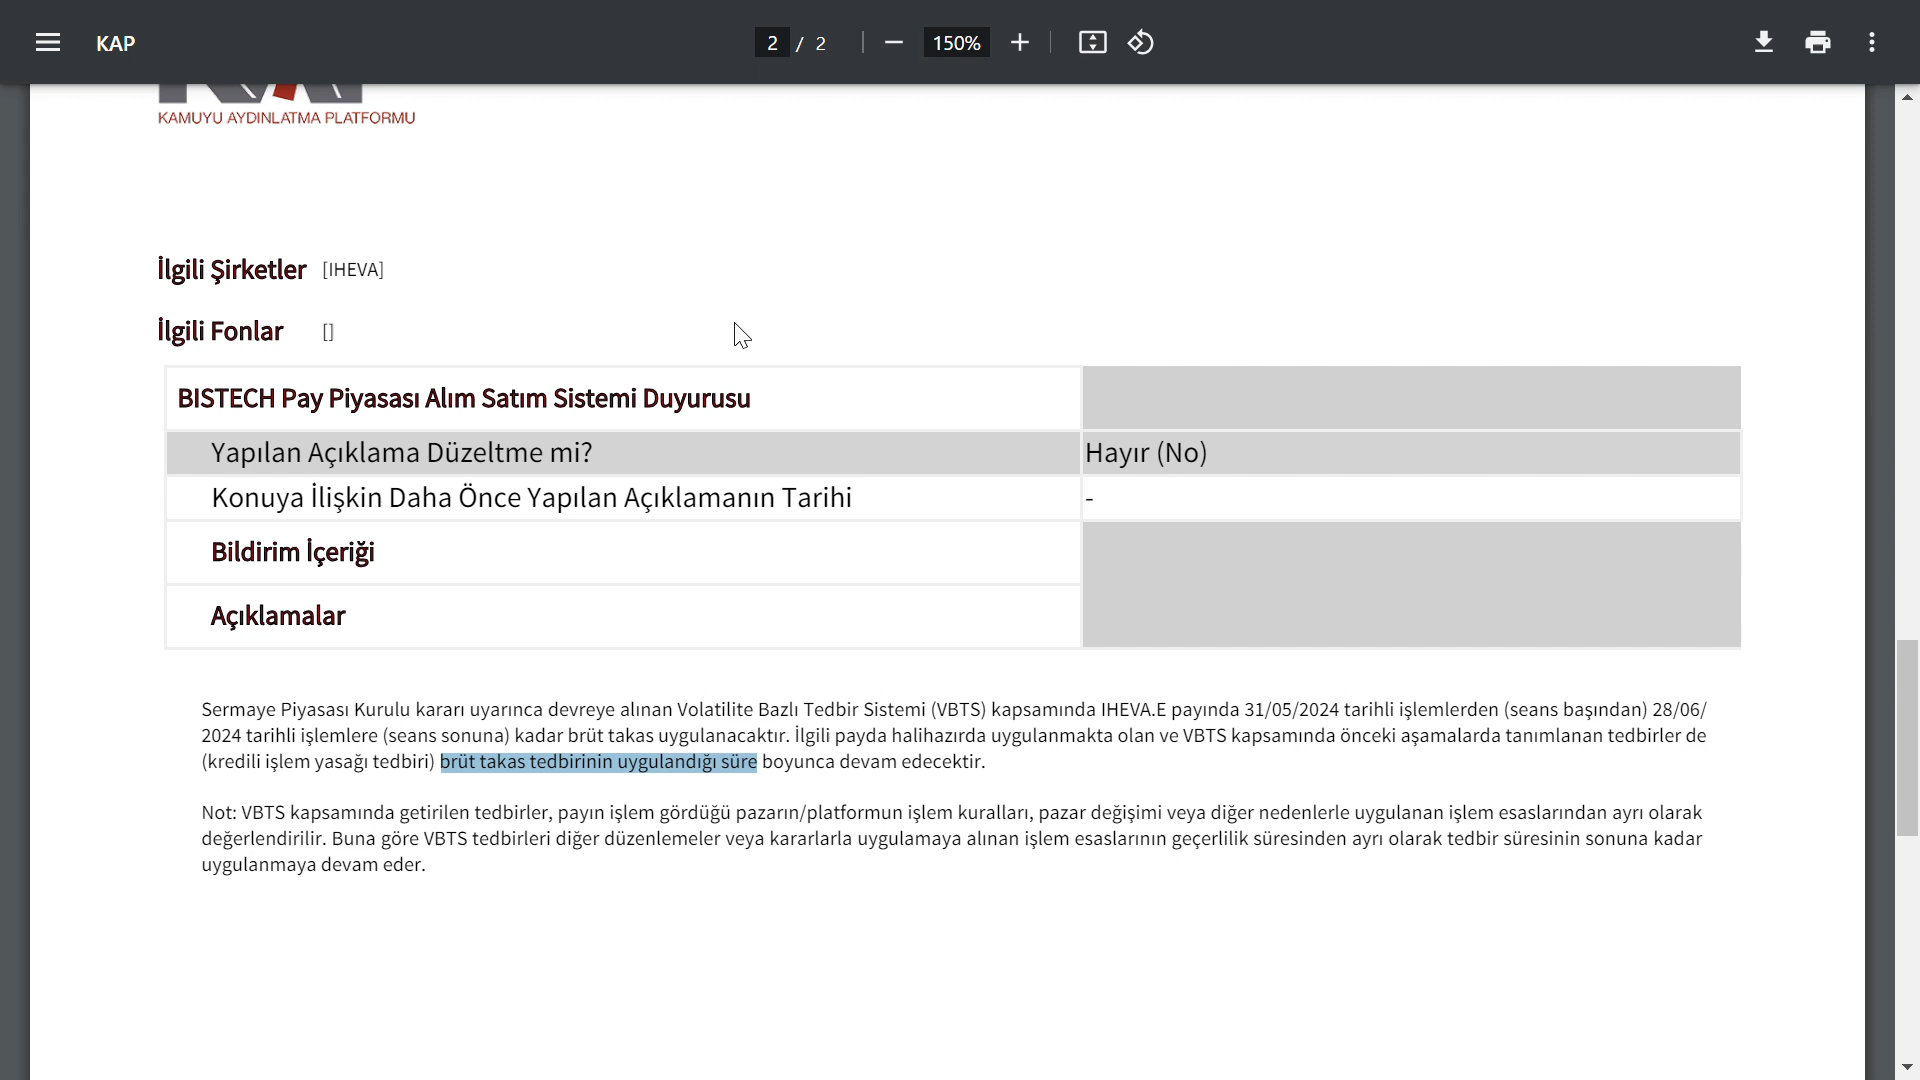 KAP
2 / 2
150%
KAMUYU AYDINLATMA PLATFORMU
İlgili Şirketler [IHEVA]
İlgili Fonlar []
BISTECH Pay Piyasası Alım Satım Sistemi Duyurusu
Yapılan Açıklama Düzeltme mi? Hayır (No)
Konuya İlişkin Daha Önce Yapılan Açıklamanın Tarihi -
Bildirim İçeriği
Açıklamalar
Sermaye Piyasası Kurulu kararı uyarınca devreye alınan Volatilite Bazlı Tedbir Sistemi (VBTS) kapsamında IHEVA.E payında 31/05/2024 tarihli işlemlerden (seans başından) 28/06/
2024 tarihli işlemlere (seans sonuna) kadar brüt takas uygulanacaktır. İlgili payda halihazırda uygulanmakta olan ve VBTS kapsamında önceki aşamalarda tanımlanan tedbirler de
(kredili işlem yasağı tedbiri) brüt takas tedbirinin uygulandığı süre boyunca devam edecektir.
Not: VBTS kapsamında getirilen tedbirler, payın işlem gördüğü pazarın/platformun işlem kuralları, pazar değişimi veya diğer nedenlerle uygulanan işlem esaslarından ayrı olarak
değerlendirilir. Buna göre VBTS tedbirleri diğer düzenlemeler veya kararlarla uygulamaya alınan işlem esaslarının geçerlilik süresinden ayrı olarak tedbir süresinin sonuna kadar
uygulanmaya devam eder.